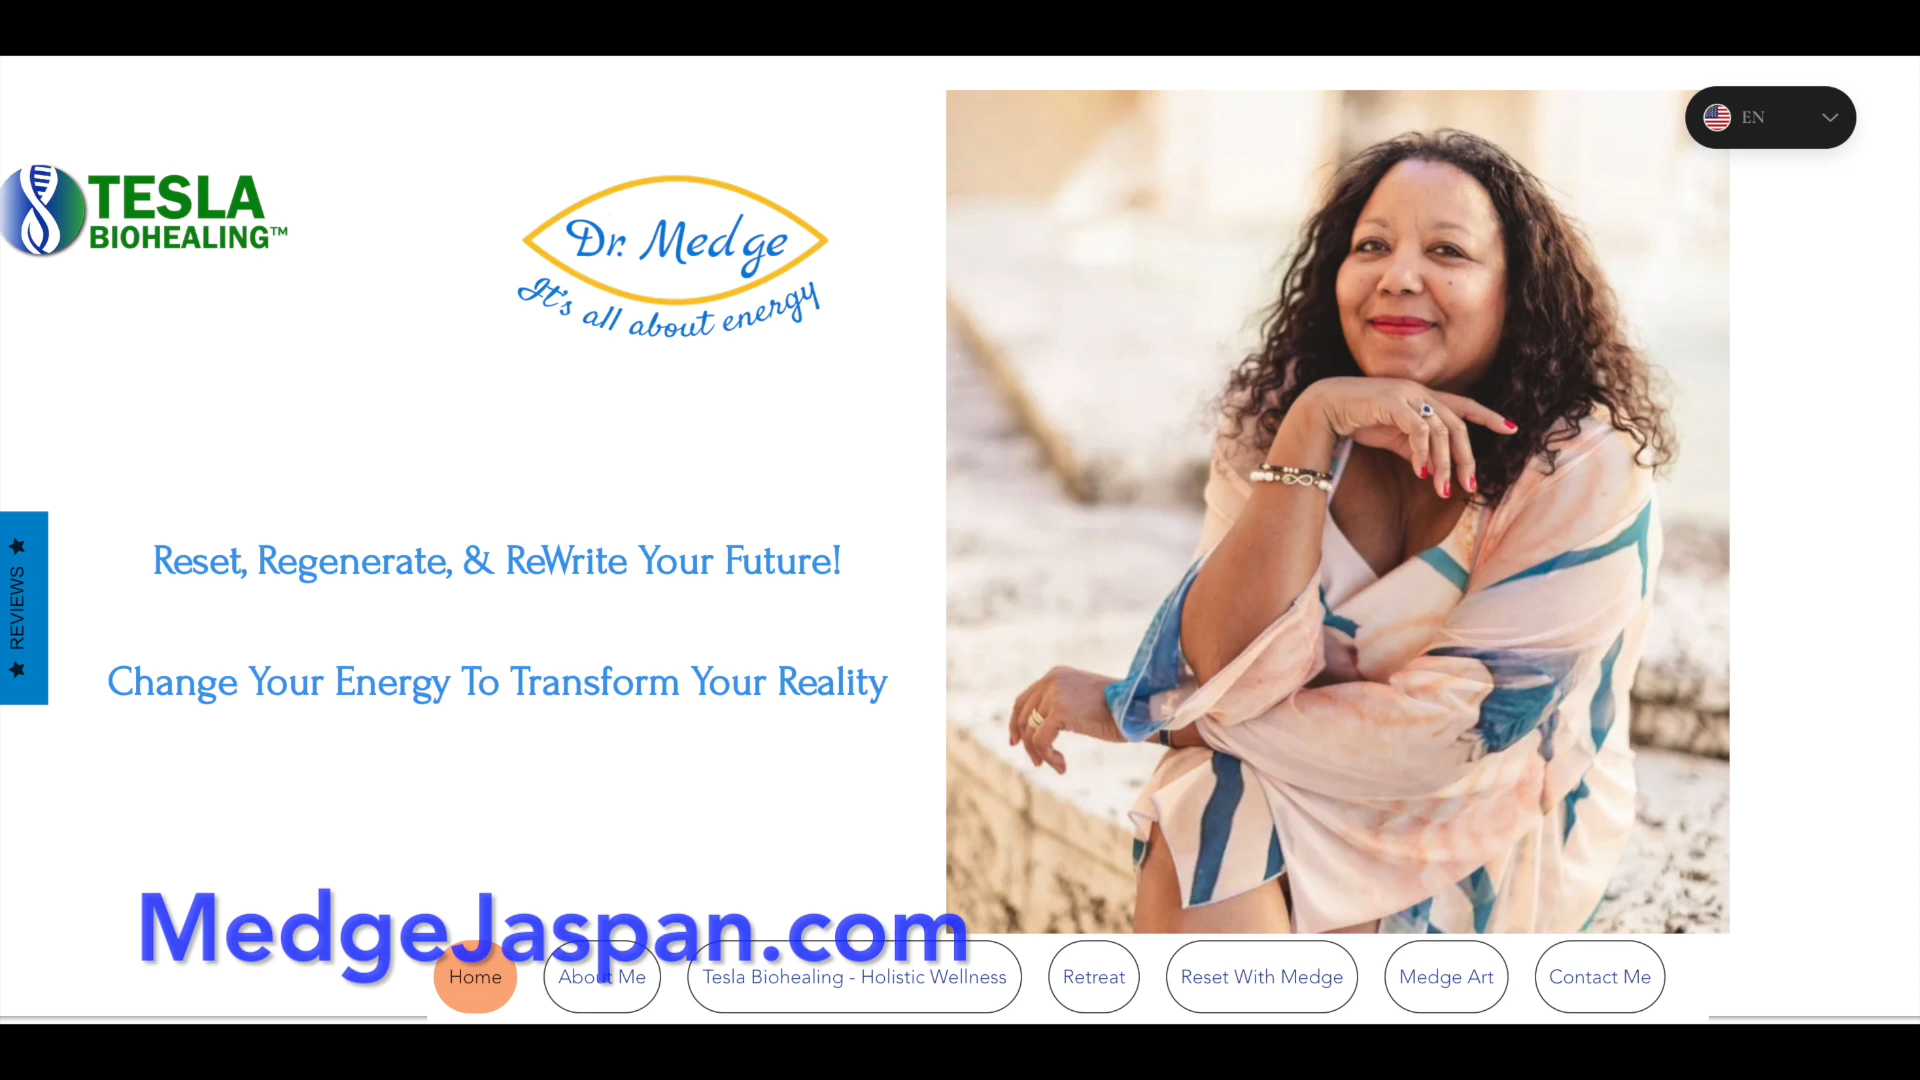 EN
TESLA
BIOHEALING™
Dr. Medge
It's all about energy
★ REVIEWS ★
Reset, Regenerate, & ReWrite Your Future!
Change Your Energy To Transform Your Reality
MedgeJaspan.com
Home
About Me
Tesla Biohealing - Holistic Wellness
Retreat
Reset With Medge
Medge Art
Contact Me